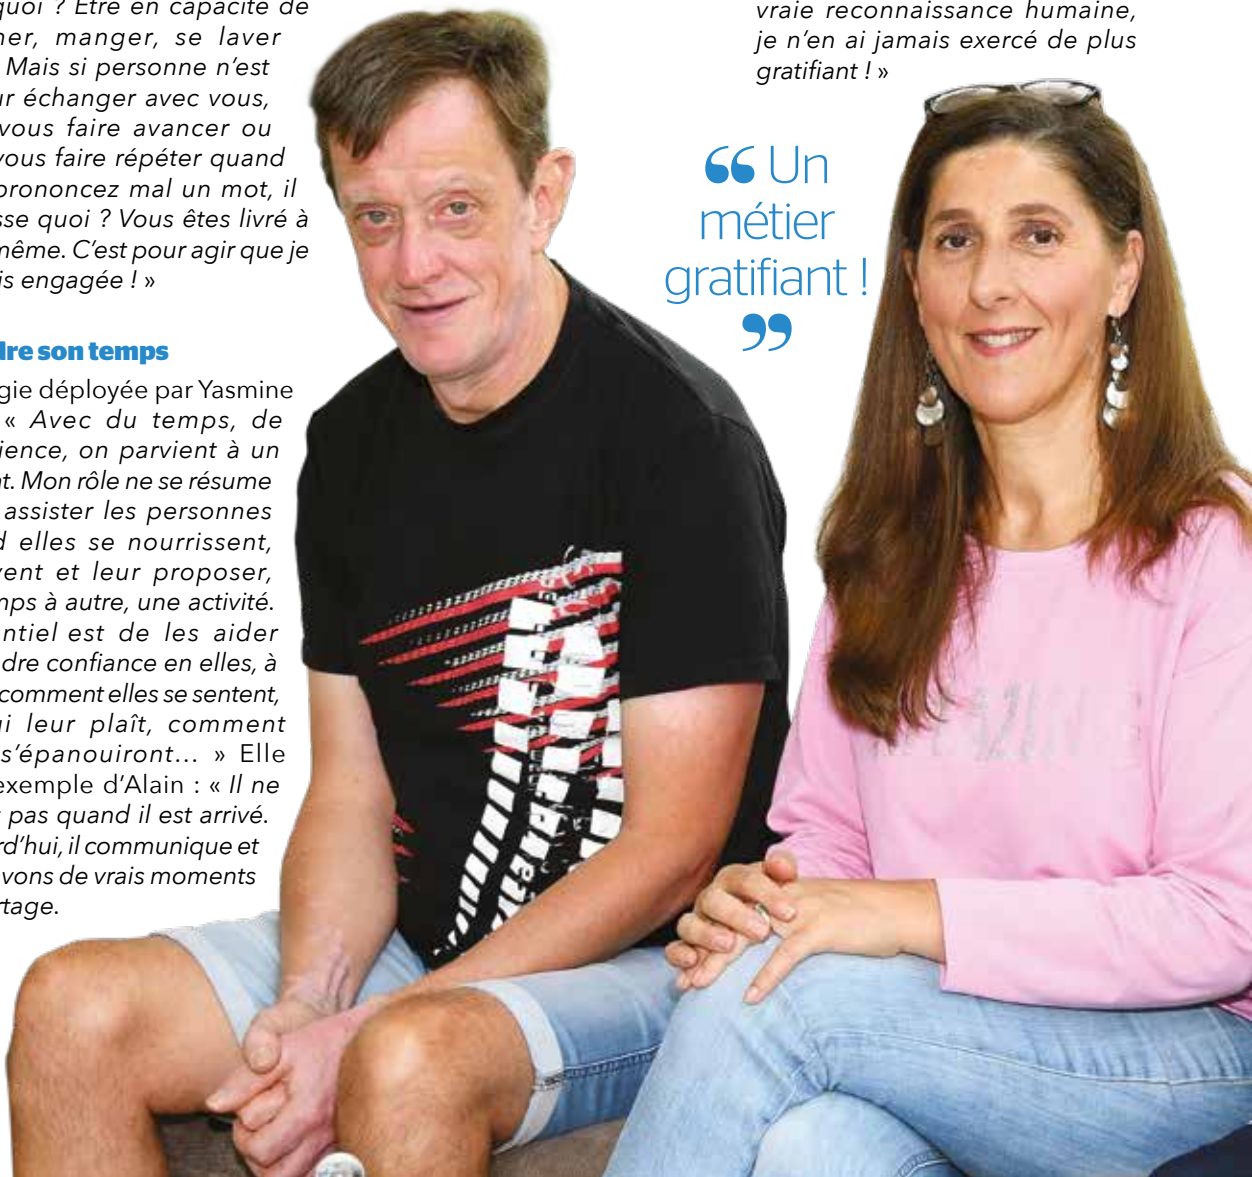 quoi ? Être en capacité de
her, manger, se laver
Mais si personne n'est
ur échanger avec vous,
vous faire avancer ou
vous faire répéter quand
prononcez mal un mot, il
sse quoi ? Vous êtes livré à
même. C'est pour agir que je
is engagée ! »
dre son temps
gie déployée par Yasmine
« Avec du temps, de
ience, on parvient à un
at. Mon rôle ne se résume
assister les personnes
d elles se nourrissent,
vent et leur proposer,
mps à autre, une activité.
entiel est de les aider
dre confiance en elles, à
comment elles se sentent,
ui leur plaît, comment
s'épanouiront… » Elle
exemple d'Alain : « Il ne
t pas quand il est arrivé.
rd'hui, il communique et
vons de vrais moments
rtage.
vraie reconnaissance humaine,
je n'en ai jamais exercé de plus
gratifiant ! »
“ Un
métier
gratifiant !
”